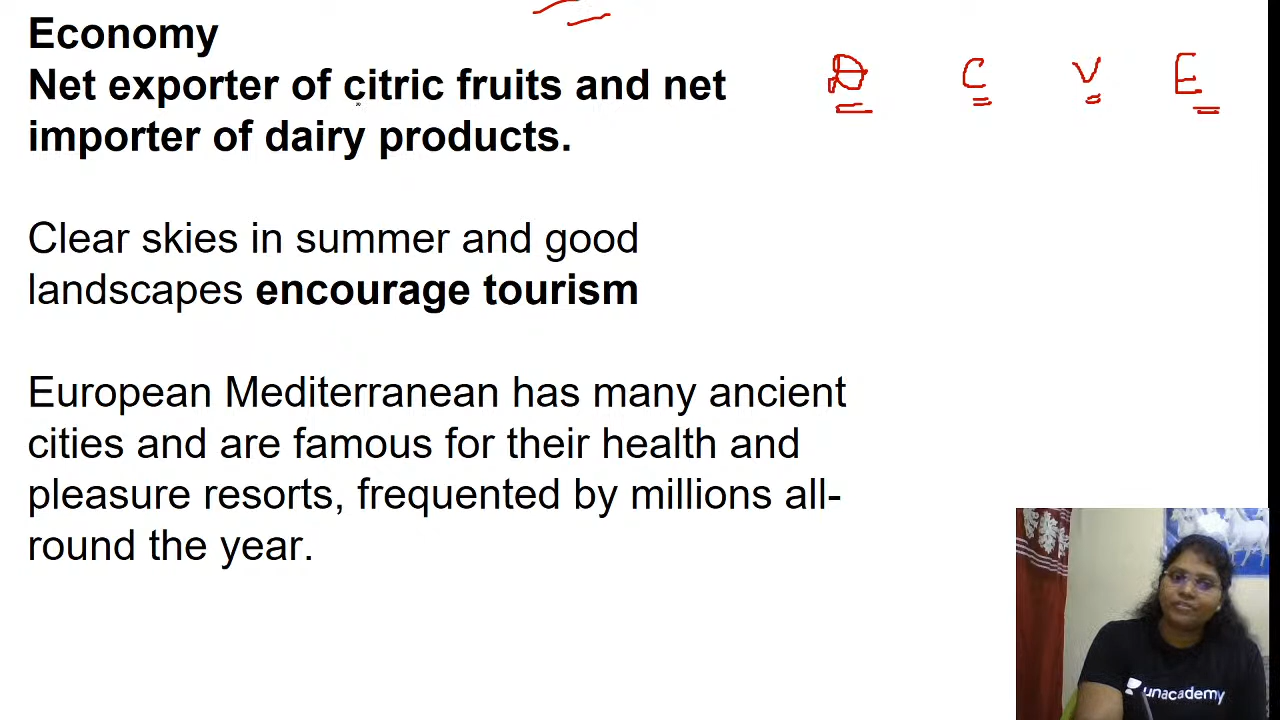 Economy
Net exporter of citric fruits and net
importer of dairy products.
D C V E
Clear skies in summer and good
landscapes encourage tourism
European Mediterranean has many ancient
cities and are famous for their health and
pleasure resorts, frequented by millions all-
round the year.
unacademy